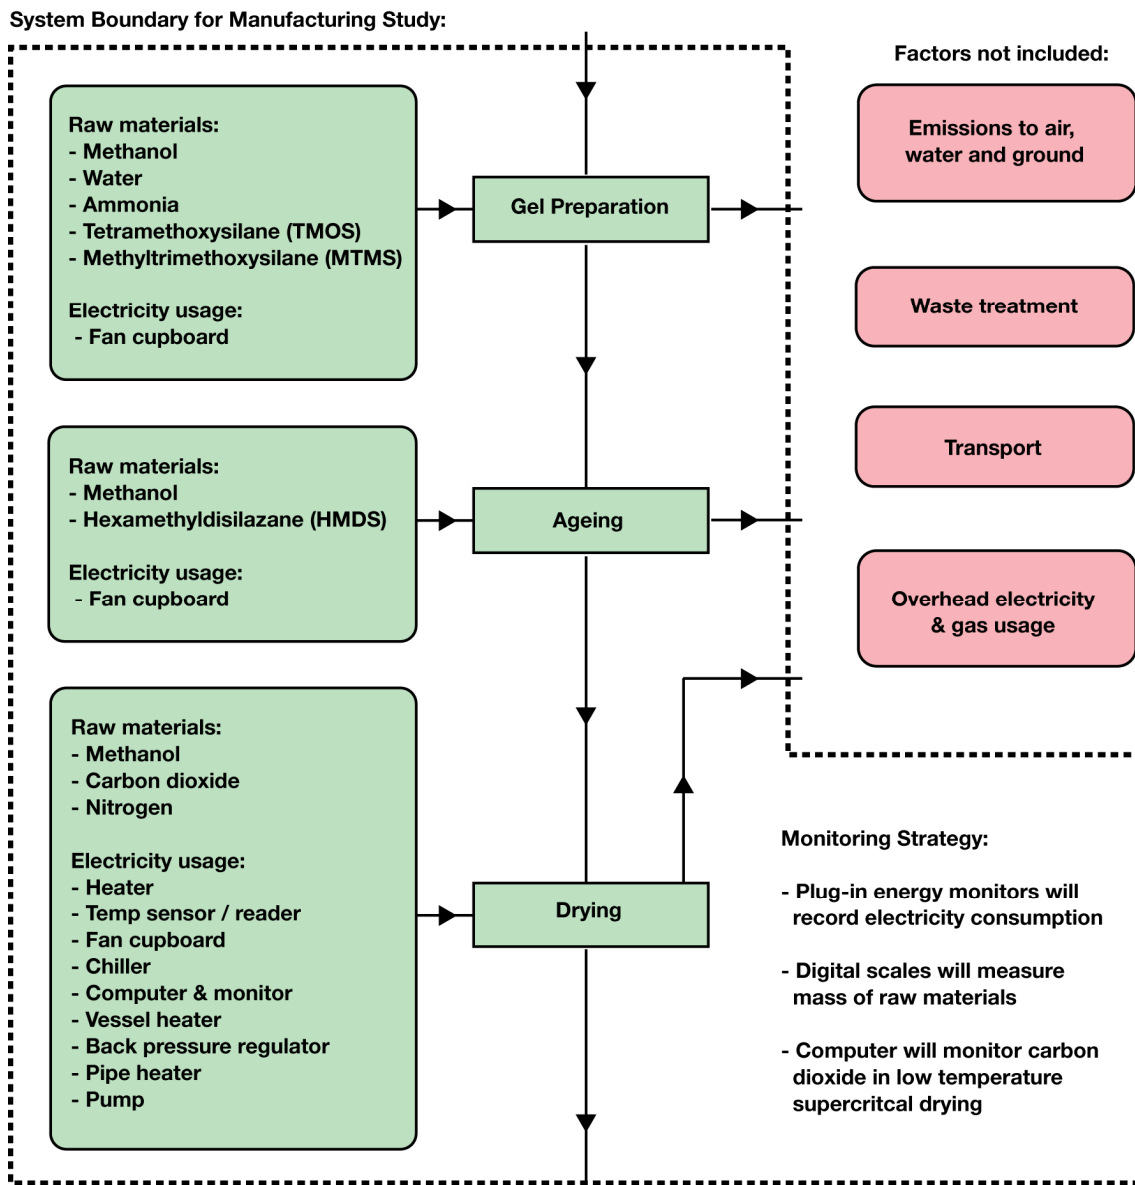 System Boundary for Manufacturing Study:
Raw materials:
- Methanol
- Water
- Ammonia
- Tetramethoxysilane (TMOS)
- Methyltrimethoxysilane (MTMS)
Electricity usage:
- Fan cupboard
Gel Preparation
Raw materials:
- Methanol
- Hexamethyldisilazane (HMDS)
Electricity usage:
- Fan cupboard
Ageing
Raw materials:
- Methanol
- Carbon dioxide
- Nitrogen
Electricity usage:
- Heater
- Temp sensor / reader
- Fan cupboard
- Chiller
- Computer & monitor
- Vessel heater
- Back pressure regulator
- Pipe heater
- Pump
Drying
Factors not included:
Emissions to air,
water and ground
Waste treatment
Transport
Overhead electricity
& gas usage
Monitoring Strategy:
- Plug-in energy monitors will
record electricity consumption
- Digital scales will measure
mass of raw materials
- Computer will monitor carbon
dioxide in low temperature
supercritcal drying